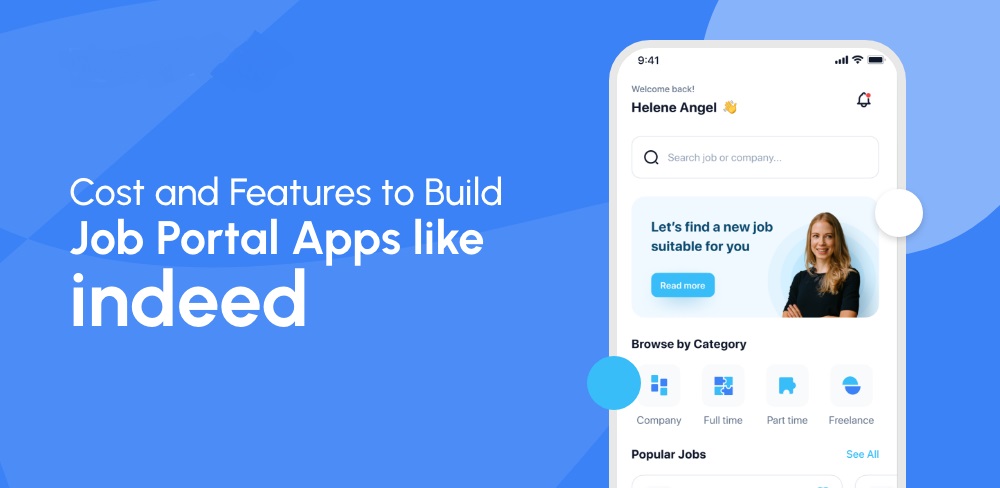 Cost and Features to Build
Job Portal Apps like
indeed
9:41
Welcome back!
Helene Angel 👋
Search job or company...
Let's find a new job
suitable for you
Read more
Browse by Category
Company Full time Part time Freelance
Popular Jobs See All